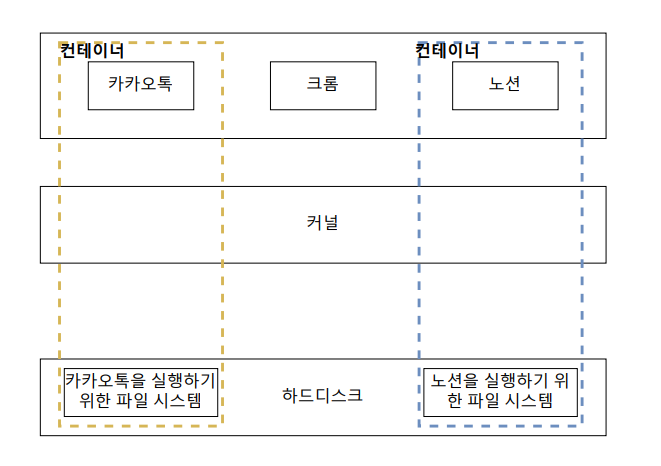 컨테이너
컨테이너
카카오톡
크롬
노션
커널
카카오톡을 실행하기
위한 파일 시스템
하드디스크
노션을 실행하기 위
한 파일 시스템